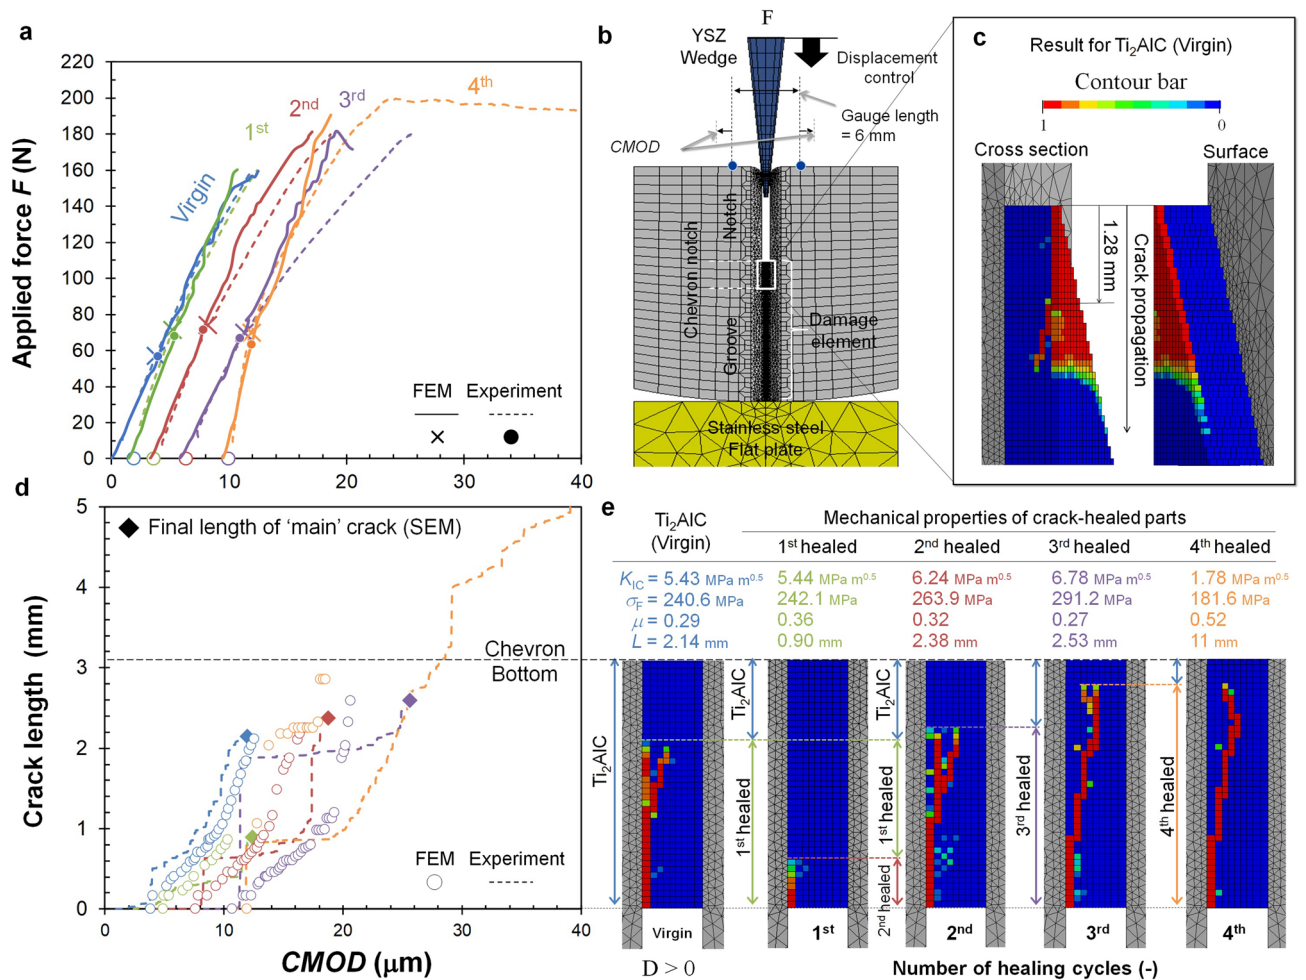 a
220
200
180
160
140
120
100
80
60
40
20
0
Applied force F (N)
Virgin
1st
2nd
3rd
4th
FEM Experiment
0 10 20 30 40
b
F
YSZ
Wedge
Displacement
control
Gauge length
= 6 mm
CMOD
Notch
Chevron notch
Groove
Damage
element
Stainless steel
Flat plate
c
Result for Ti2AlC (Virgin)
Contour bar
1 0
Cross section
Surface
1.28 mm
Crack propagation
d
5
4
3
2
1
0
Crack length (mm)
Final length of 'main' crack (SEM)
Chevron
Bottom
FEM Experiment
0 10 20 30 40
CMOD (μm)
e
Ti2AlC
(Virgin)
Mechanical properties of crack-healed parts
1st healed 2nd healed 3rd healed 4th healed
KIC = 5.43 MPa m0.5 5.44 MPa m0.5 6.24 MPa m0.5 6.78 MPa m0.5 1.78 MPa m0.5
σF = 240.6 MPa 242.1 MPa 263.9 MPa 291.2 MPa 181.6 MPa
μ = 0.29 0.36 0.32 0.27 0.52
L = 2.14 mm 0.90 mm 2.38 mm 2.53 mm 11 mm
Ti2AlC
Ti2AlC
1st healed
Ti2AlC
1st healed
2nd healed
3rd healed
4th healed
Virgin 1st 2nd 3rd 4th
D > 0
Number of healing cycles (-)